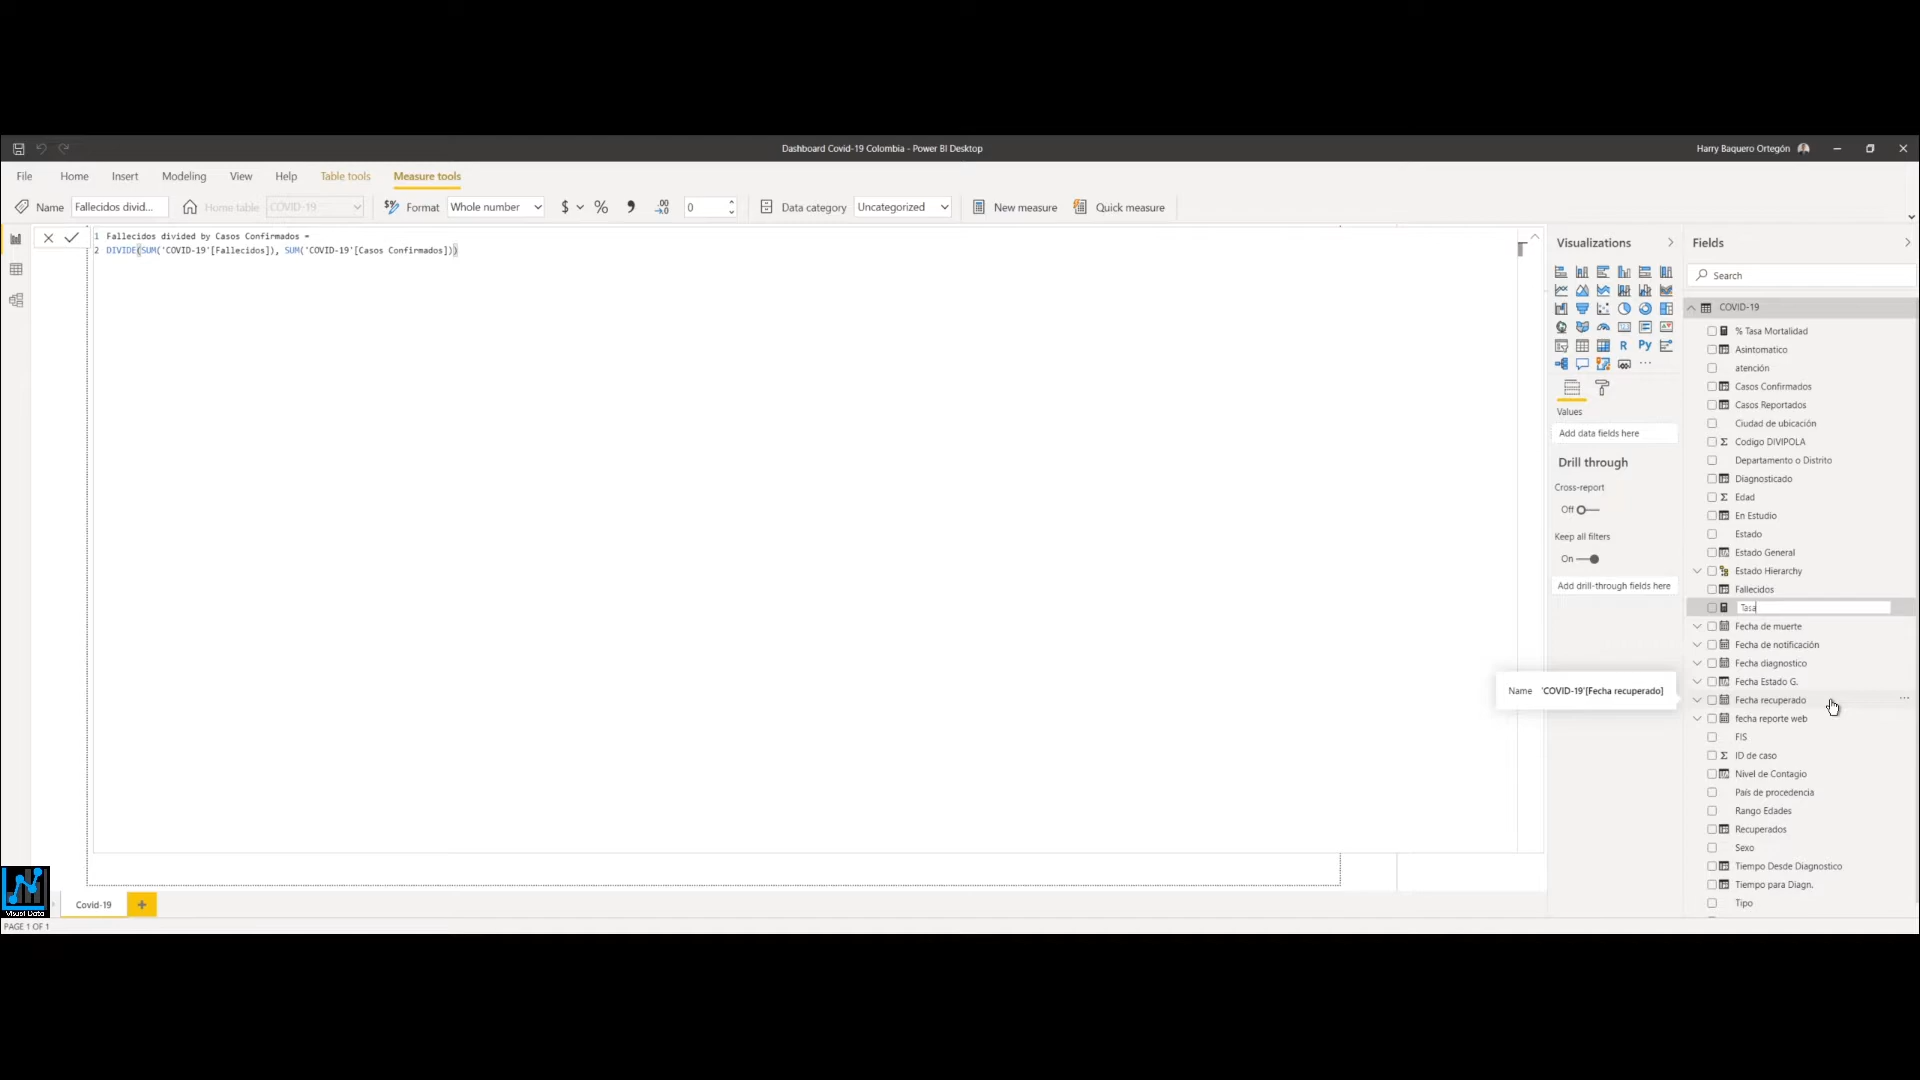 Dashboard Covid-19 Colombia - Power BI Desktop
Harry Baquero Ortegón
File Home Insert Modeling View Help Table tools Measure tools
Name Fallecidos divid... Home table COVID-19 Format Whole number $ % 9 .00 0 Data category Uncategorized New measure Quick measure
1 Fallecidos divided by Casos Confirmados =
2 DIVIDE(SUM('COVID-19'[Fallecidos]), SUM('COVID-19'[Casos Confirmados]))
Visualizations
R Py
Values
Add data fields here
Drill through
Cross-report
Off
Keep all filters
On
Add drill-through fields here
Fields
Search
COVID-19
% Tasa Mortalidad
Asintomatico
atención
Casos Confirmados
Casos Reportados
Ciudad de ubicación
Σ Codigo DIVIPOLA
Departamento o Distrito
Diagnosticado
Σ Edad
En Estudio
Estado
Estado General
Estado Hierarchy
Fallecidos
Tasa
Fecha de muerte
Fecha de notificación
Fecha diagnostico
Fecha Estado G.
Fecha recuperado
fecha reporte web
FIS
Σ ID de caso
Nivel de Contagio
País de procedencia
Rango Edades
Recuperados
Sexo
Tiempo Desde Diagnostico
Tiempo para Diagn.
Tipo
Name 'COVID-19'[Fecha recuperado]
Visual Data
Covid-19 +
PAGE 1 OF 1